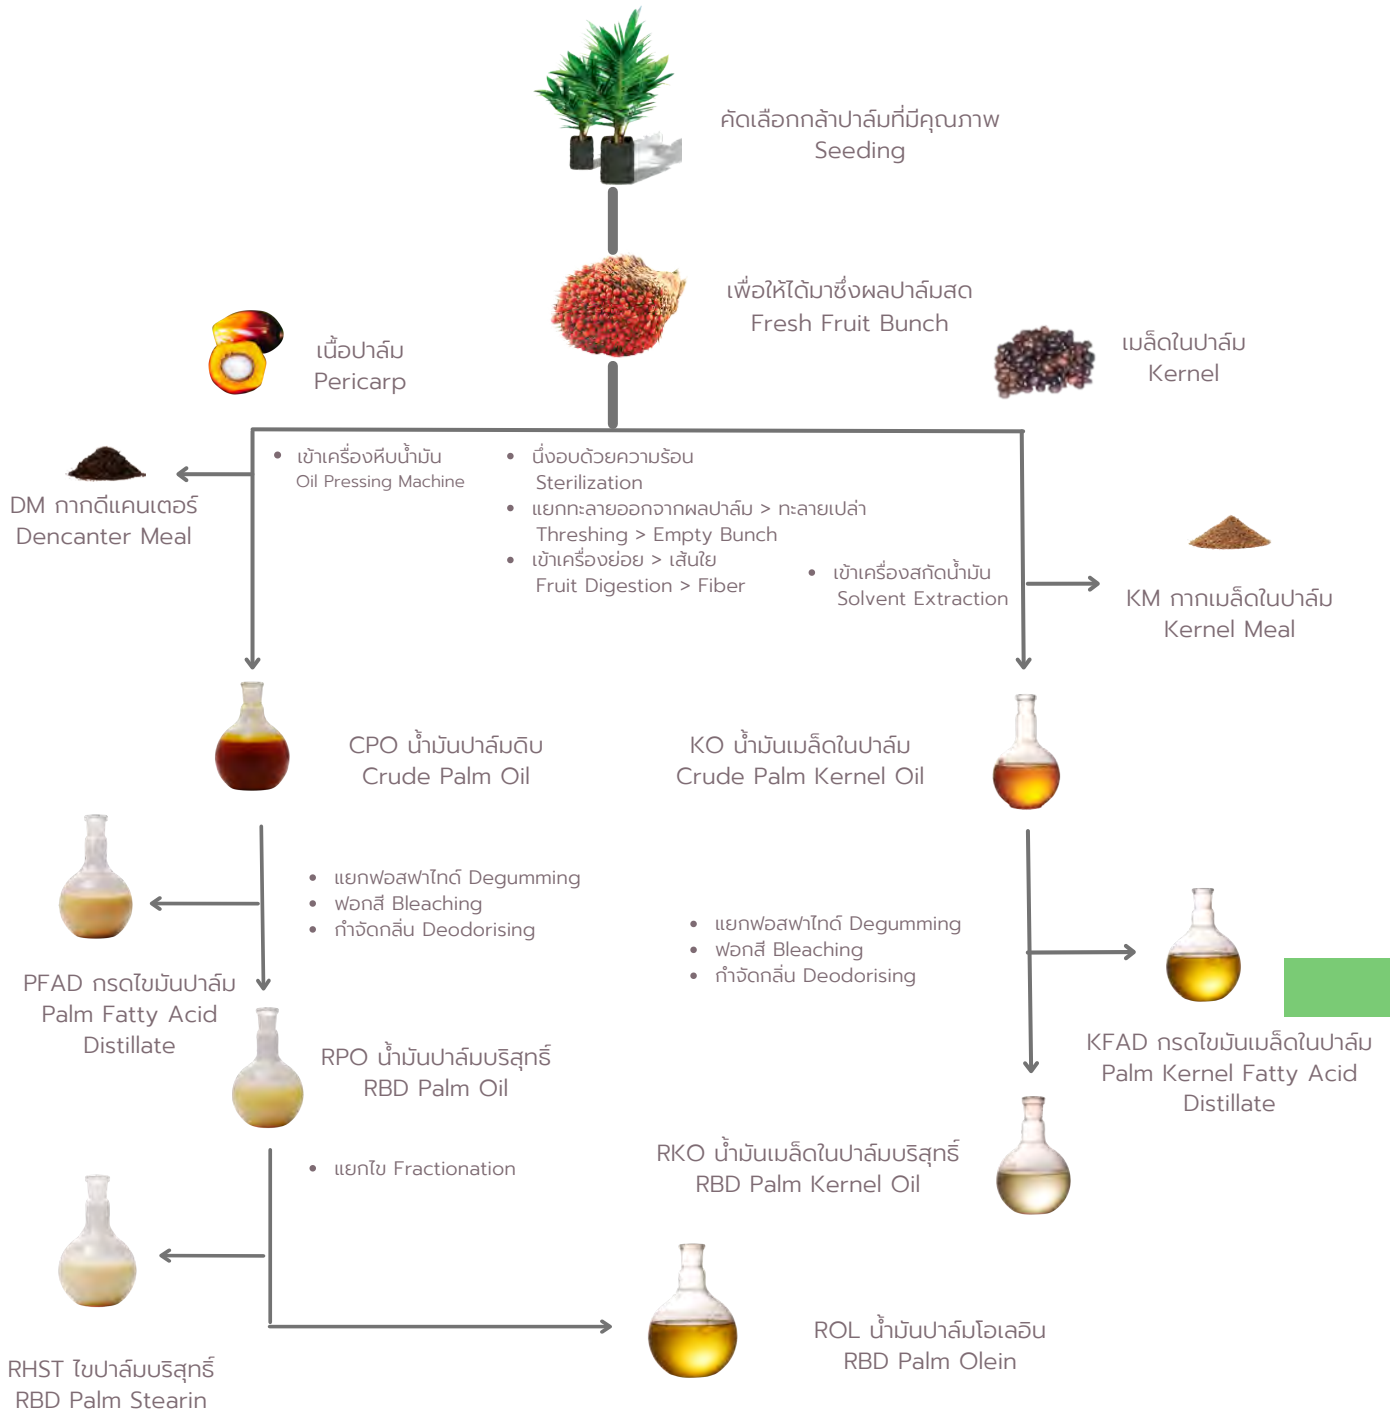 คัดเลือกกล้าปาล์มที่มีคุณภาพ
Seeding
เพื่อให้ได้มาซึ่งผลปาล์มสด
Fresh Fruit Bunch
เนื้อปาล์ม
Pericarp
เมล็ดในปาล์ม
Kernel
• เข้าเครื่องหีบน้ำมัน
Oil Pressing Machine
• นึ่งอบด้วยความร้อน
Sterilization
• แยกทะลายออกจากผลปาล์ม > ทะลายเปล่า
Threshing > Empty Bunch
• เข้าเครื่องย่อย > เส้นใย
Fruit Digestion > Fiber
• เข้าเครื่องสกัดน้ำมัน
Solvent Extraction
DM กากดีแคนเตอร์
Dencanter Meal
KM กากเมล็ดในปาล์ม
Kernel Meal
CPO น้ำมันปาล์มดิบ
Crude Palm Oil
KO น้ำมันเมล็ดในปาล์ม
Crude Palm Kernel Oil
• แยกฟอสฟาไทด์ Degumming
• ฟอกสี Bleaching
• กำจัดกลิ่น Deodorising
• แยกฟอสฟาไทด์ Degumming
• ฟอกสี Bleaching
• กำจัดกลิ่น Deodorising
PFAD กรดไขมันปาล์ม
Palm Fatty Acid
Distillate
KFAD กรดไขมันเมล็ดในปาล์ม
Palm Kernel Fatty Acid
Distillate
RPO น้ำมันปาล์มบริสุทธิ์
RBD Palm Oil
• แยกไข Fractionation
RKO น้ำมันเมล็ดในปาล์มบริสุทธิ์
RBD Palm Kernel Oil
ROL น้ำมันปาล์มโอเลอิน
RBD Palm Olein
RHST ไขปาล์มบริสุทธิ์
RBD Palm Stearin